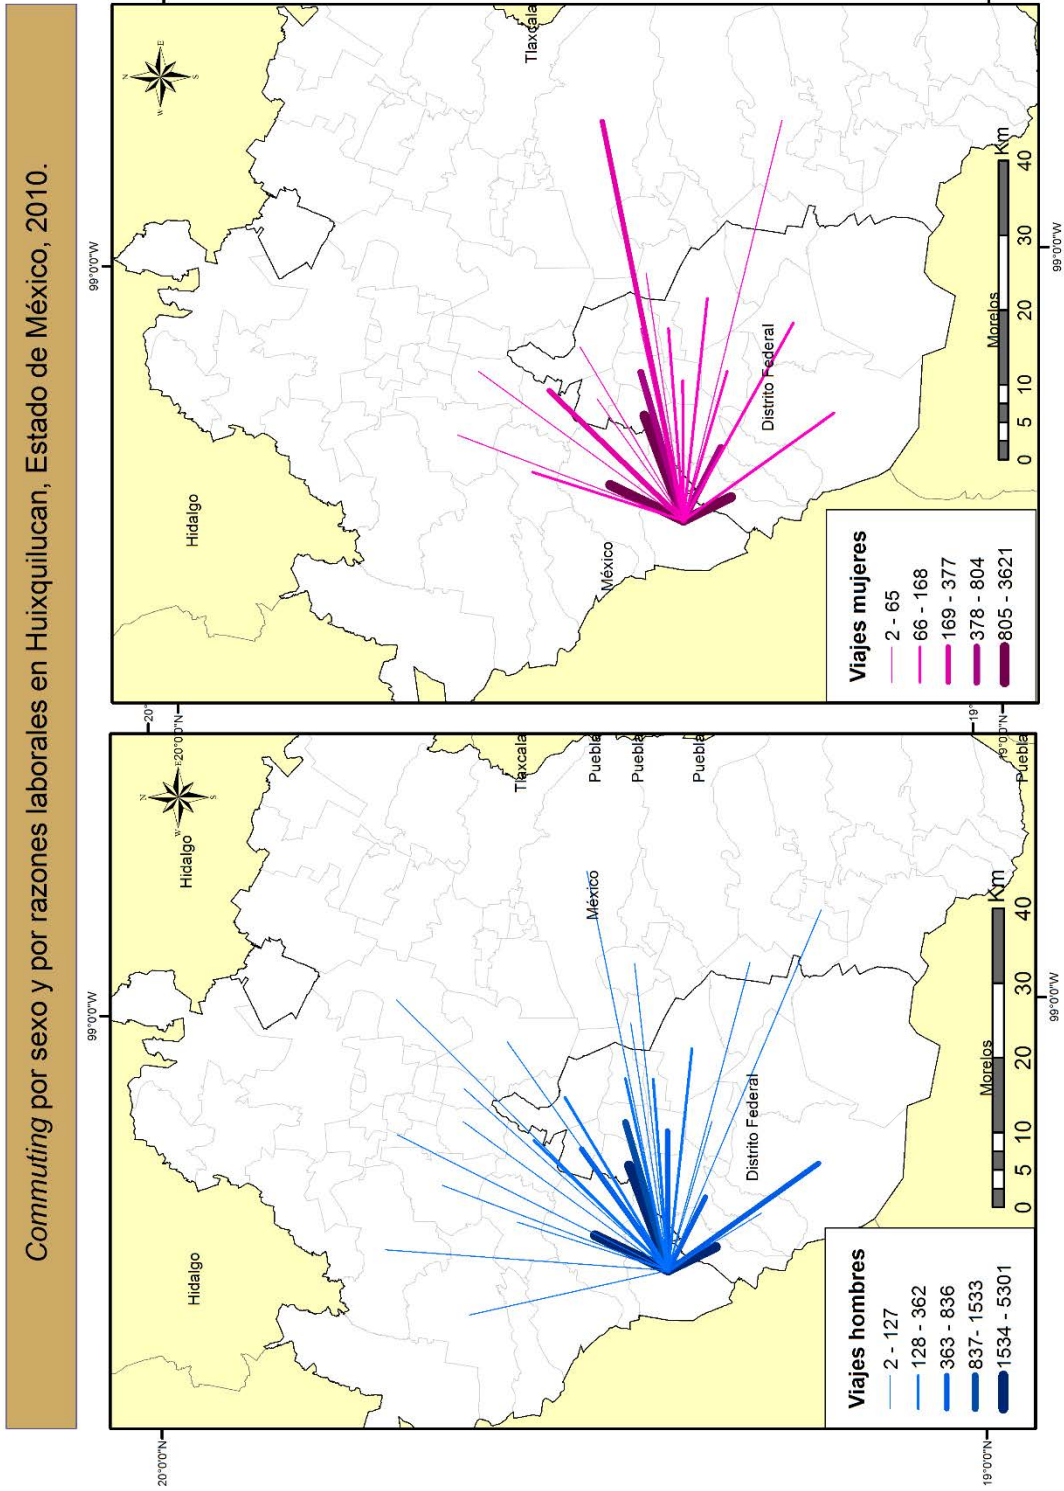 Commuting por sexo y por razones laborales en Huixquilucan, Estado de México, 2010.
99°0'0"W
20°0'0"N
20°0'0"N
N
W
E
S
Hidalgo
Hidalgo
Tlaxcala
Puebla
México
Puebla
Puebla
Distrito Federal
Morelos
Puebla
Viajes hombres
2 - 127
128 - 362
363 - 836
837- 1533
1534 - 5301
0 5 10 20 30 40
Km
19°0'0"N
19°0'0"N
99°0'0"W
99°0'0"W
20°
N
W
E
S
Hidalgo
Tlaxcala
México
Distrito Federal
Morelos
Viajes mujeres
2 - 65
66 - 168
169 - 377
378 - 804
805 - 3621
0 5 10 20 30 40
Km
19°
99°0'0"W